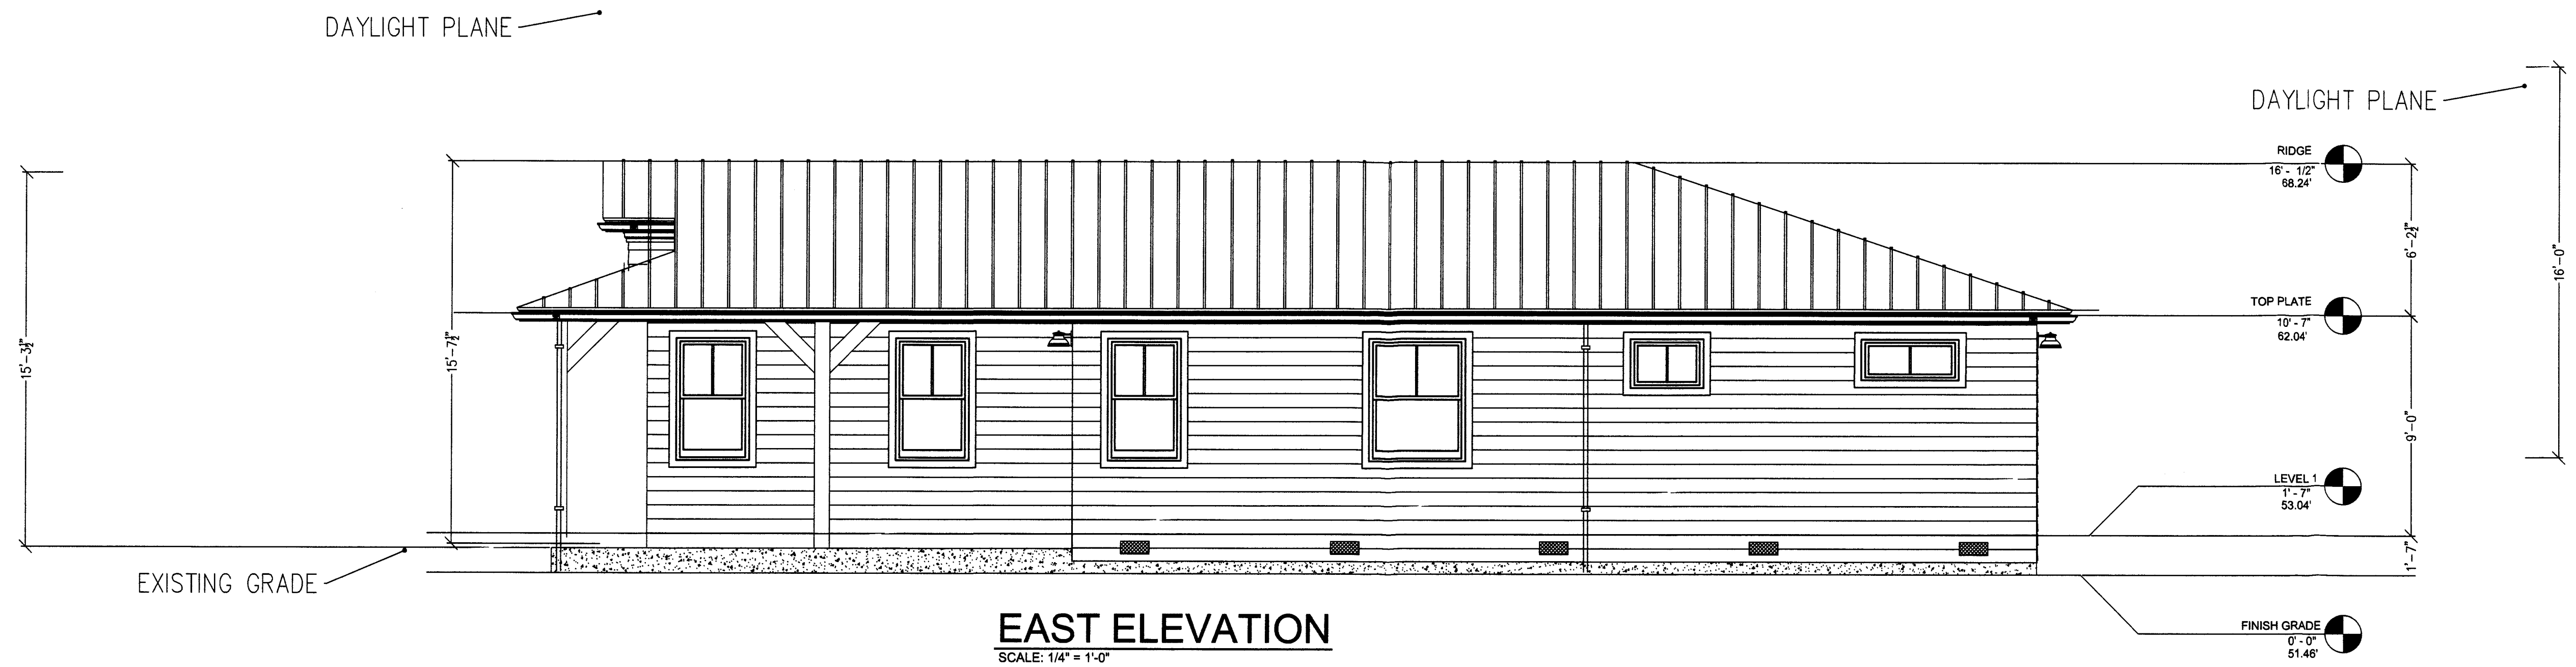 DAYLIGHT PLANE
DAYLIGHT PLANE
RIDGE
16' - 1/2"
68.24'
15'-3½"
15'-7½"
6'-2½"
16'-0"
TOP PLATE
10' - 7"
62.04'
9'-0"
LEVEL 1
1' - 7"
53.04'
1'-7"
EXISTING GRADE
FINISH GRADE
0' - 0"
51.46'
EAST ELEVATION
SCALE: 1/4" = 1'-0"